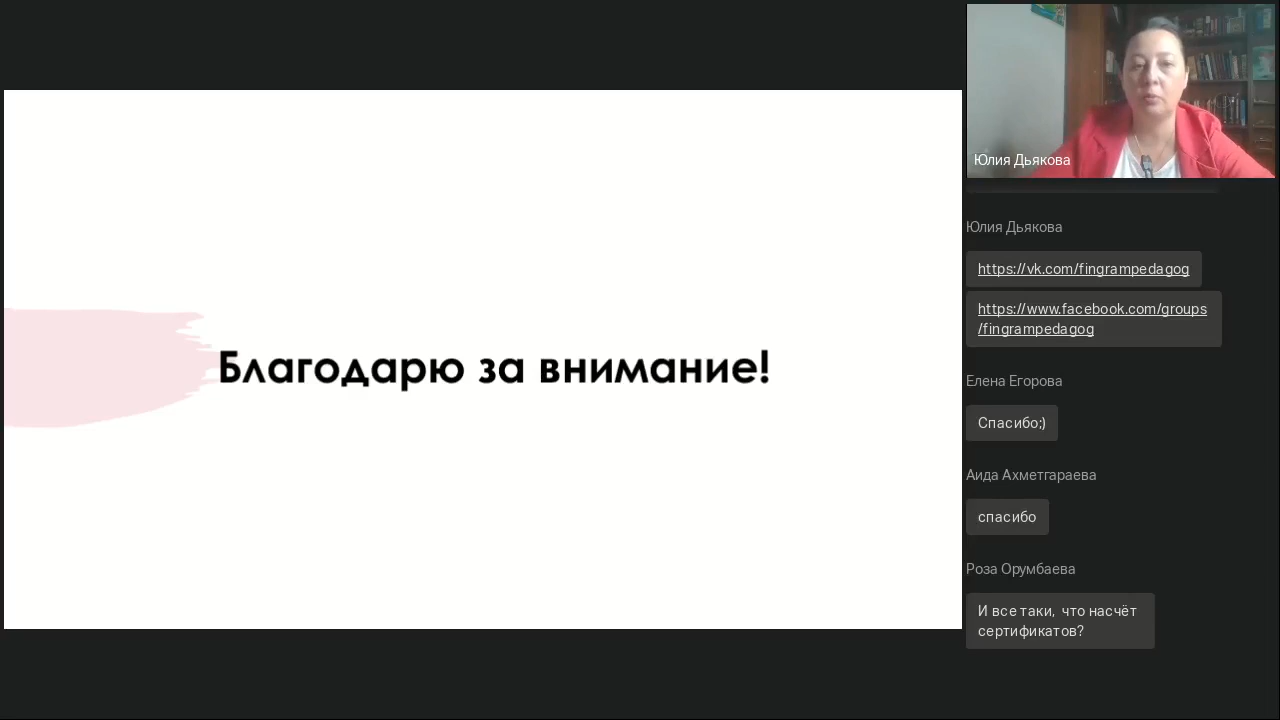 Благодарю за внимание!
Юлия Дьякова
Юлия Дьякова
https://vk.com/fingrampedagog
https://www.facebook.com/groups
/fingrampedagog
Елена Егорова
Спасибо;)
Аида Ахметгараева
спасибо
Роза Орумбаева
И все таки, что насчёт
сертификатов?